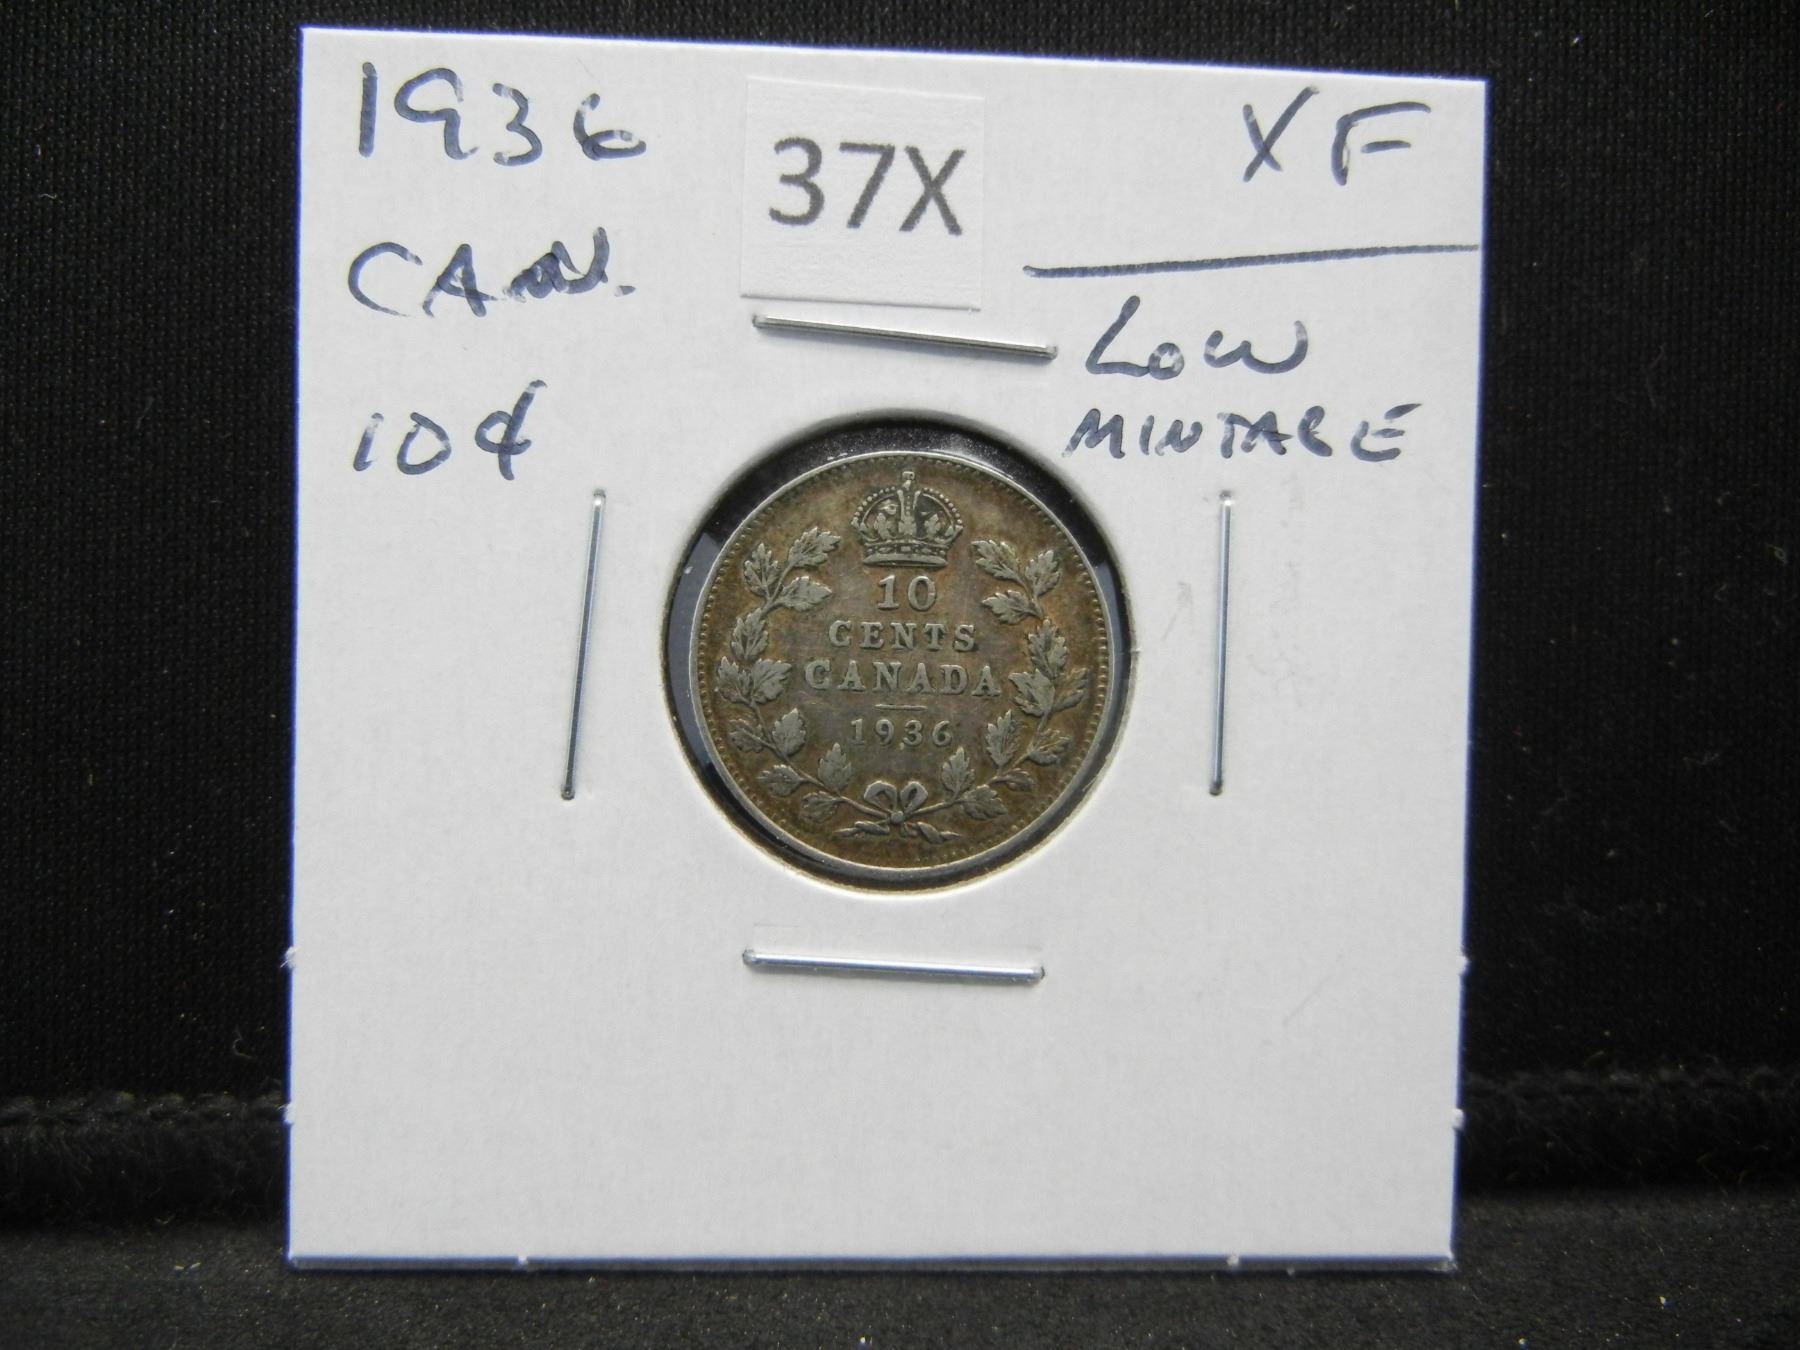 1936
CAN.
10¢
37X
XF
LOW
MINTAGE
10
CENTS
CANADA
1936